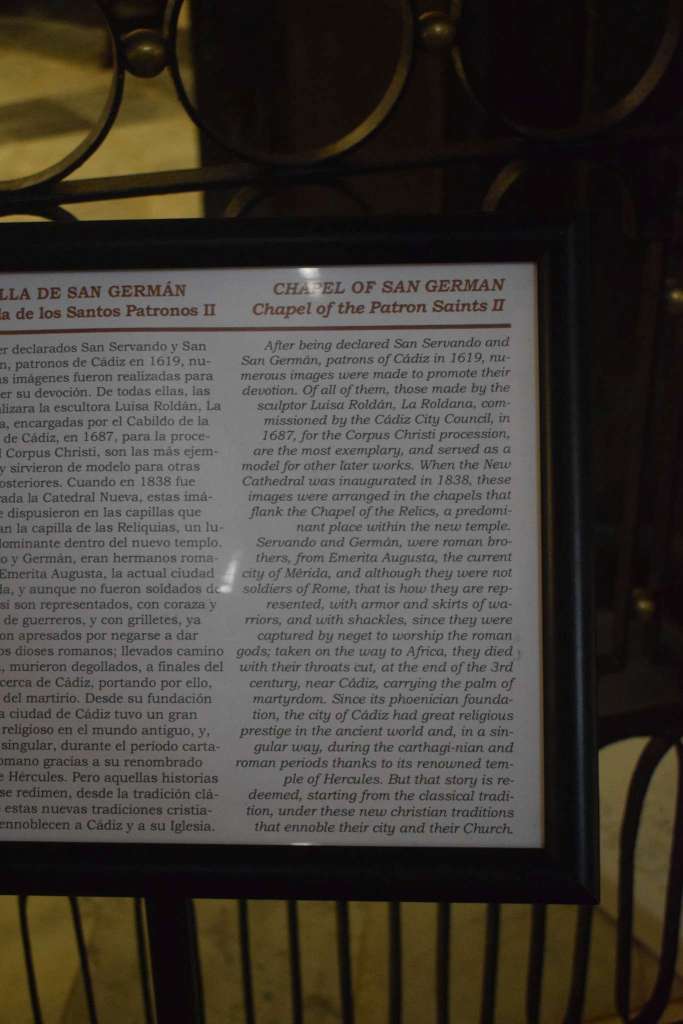 LLA DE SAN GERMÁN
la de los Santos Patronos II
er declarados San Servando y San
n, patronos de Cádiz en 1619, nu-
s imágenes fueron realizadas para
er su devoción. De todas ellas, las
alizara la escultora Luisa Roldán, La
a, encargadas por el Cabildo de la
de Cádiz, en 1687, para la proce-
l Corpus Christi, son las más ejem-
y sirvieron de modelo para otras
osteriores. Cuando en 1838 fue
rada la Catedral Nueva, estas imá-
e dispusieron en las capillas que
an la capilla de las Reliquias, un lu-
dominante dentro del nuevo templo.
o y Germán, eran hermanos roma-
Emerita Augusta, la actual ciudad
da, y aunque no fueron soldados de
sí son representados, con coraza y
de guerreros, y con grilletes, ya
on apresados por negarse a dar
os dioses romanos; llevados camino
, murieron degollados, a finales del
cerca de Cádiz, portando por ello,
del martirio. Desde su fundación
a ciudad de Cádiz tuvo un gran
religioso en el mundo antiguo, y,
singular, durante el período carta-
omano gracias a su renombrado
e Hércules. Pero aquellas historias
se redimen, desde la tradición clá-
estas nuevas tradiciones cristia-
ennoblecen a Cádiz y a su Iglesia.
CHAPEL OF SAN GERMAN
Chapel of the Patron Saints II
After being declared San Servando and
San Germán, patrons of Cádiz in 1619, nu-
merous images were made to promote their
devotion. Of all of them, those made by the
sculptor Luisa Roldán, La Roldana, com-
missioned by the Cádiz City Council, in
1687, for the Corpus Christi procession,
are the most exemplary, and served as a
model for other later works. When the New
Cathedral was inaugurated in 1838, these
images were arranged in the chapels that
flank the Chapel of the Relics, a predomi-
nant place within the new temple.
Servando and Germán, were roman bro-
thers, from Emerita Augusta, the current
city of Mérida, and although they were not
soldiers of Rome, that is how they are rep-
resented, with armor and skirts of wa-
rriors, and with shackles, since they were
captured by neget to worship the roman
gods; taken on the way to Africa, they died
with their throats cut, at the end of the 3rd
century, near Cádiz, carrying the palm of
martyrdom. Since its phoenician founda-
tion, the city of Cádiz had great religious
prestige in the ancient world and, in a sin-
gular way, during the carthagi-nian and
roman periods thanks to its renowned tem-
ple of Hercules. But that story is re-
deemed, starting from the classical tradi-
tion, under these new christian traditions
that ennoble their city and their Church.